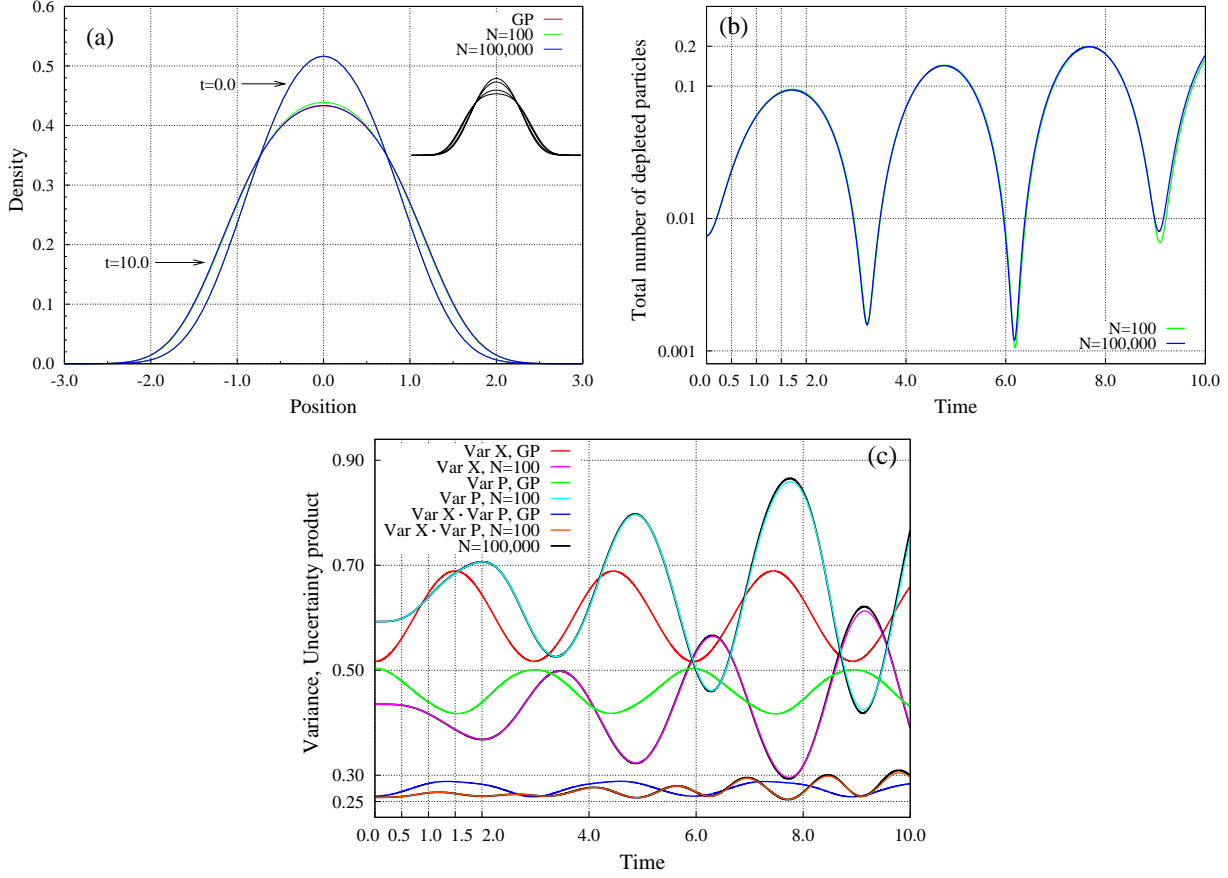 (a)
GP
N=100
N=100,000
t=0.0
t=10.0
Density
0.6
0.5
0.4
0.3
0.2
0.1
0.0
-3.0 -2.0 -1.0 0.0 1.0 2.0 3.0
Position
(b)
Total number of depleted particles
0.2
0.1
0.01
0.001
N=100
N=100,000
0.0 0.5 1.0 1.5 2.0 4.0 6.0 8.0 10.0
Time
(c)
Var X, GP
Var X, N=100
Var P, GP
Var P, N=100
Var X · Var P, GP
Var X · Var P, N=100
N=100,000
Variance, Uncertainty product
0.90
0.70
0.50
0.30
0.25
0.0 0.5 1.0 1.5 2.0 4.0 6.0 8.0 10.0
Time